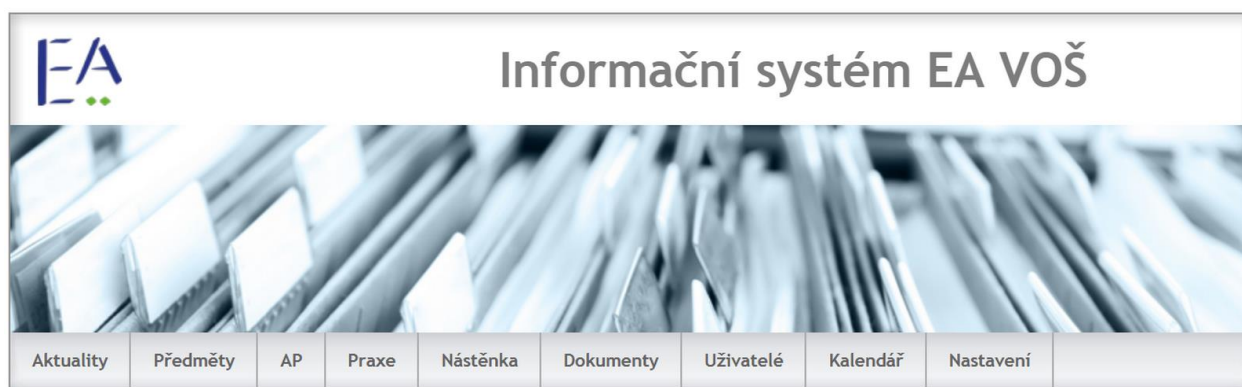 EA
Informační systém EA VOŠ
Aktuality Předměty AP Praxe Nástěnka Dokumenty Uživatelé Kalendář Nastavení